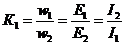 K₁ = w₁/w₂ = E₁/E₂ = I₂/I₁